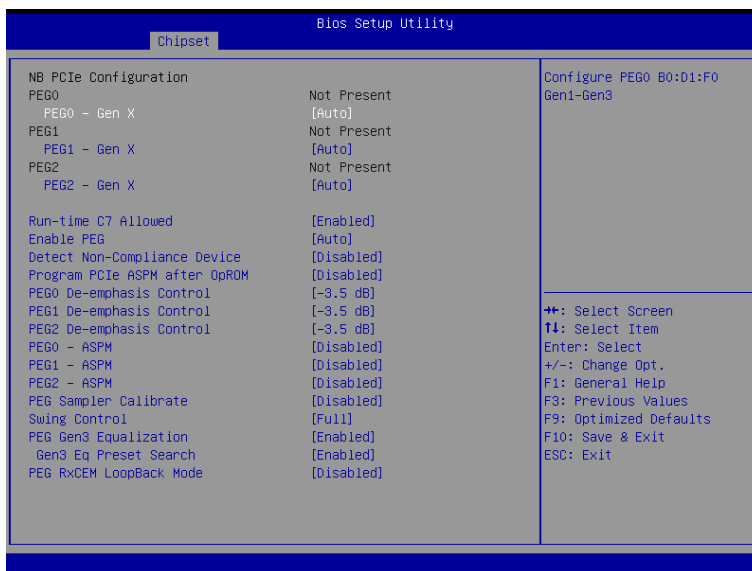 Bios Setup Utility
Chipset
NB PCIe Configuration
PEG0 Not Present
PEG0 - Gen X [Auto]
PEG1 Not Present
PEG1 - Gen X [Auto]
PEG2 Not Present
PEG2 - Gen X [Auto]
Run-time C7 Allowed [Enabled]
Enable PEG [Auto]
Detect Non-Compliance Device [Disabled]
Program PCIe ASPM after OpROM [Disabled]
PEG0 De-emphasis Control [-3.5 dB]
PEG1 De-emphasis Control [-3.5 dB]
PEG2 De-emphasis Control [-3.5 dB]
PEG0 - ASPM [Disabled]
PEG1 - ASPM [Disabled]
PEG2 - ASPM [Disabled]
PEG Sampler Calibrate [Disabled]
Swing Control [Full]
PEG Gen3 Equalization [Enabled]
Gen3 Eq Preset Search [Enabled]
PEG RxCEM LoopBack Mode [Disabled]
Configure PEG0 B0:D1:F0
Gen1-Gen3
→←: Select Screen
↑↓: Select Item
Enter: Select
+/-: Change Opt.
F1: General Help
F3: Previous Values
F9: Optimized Defaults
F10: Save & Exit
ESC: Exit